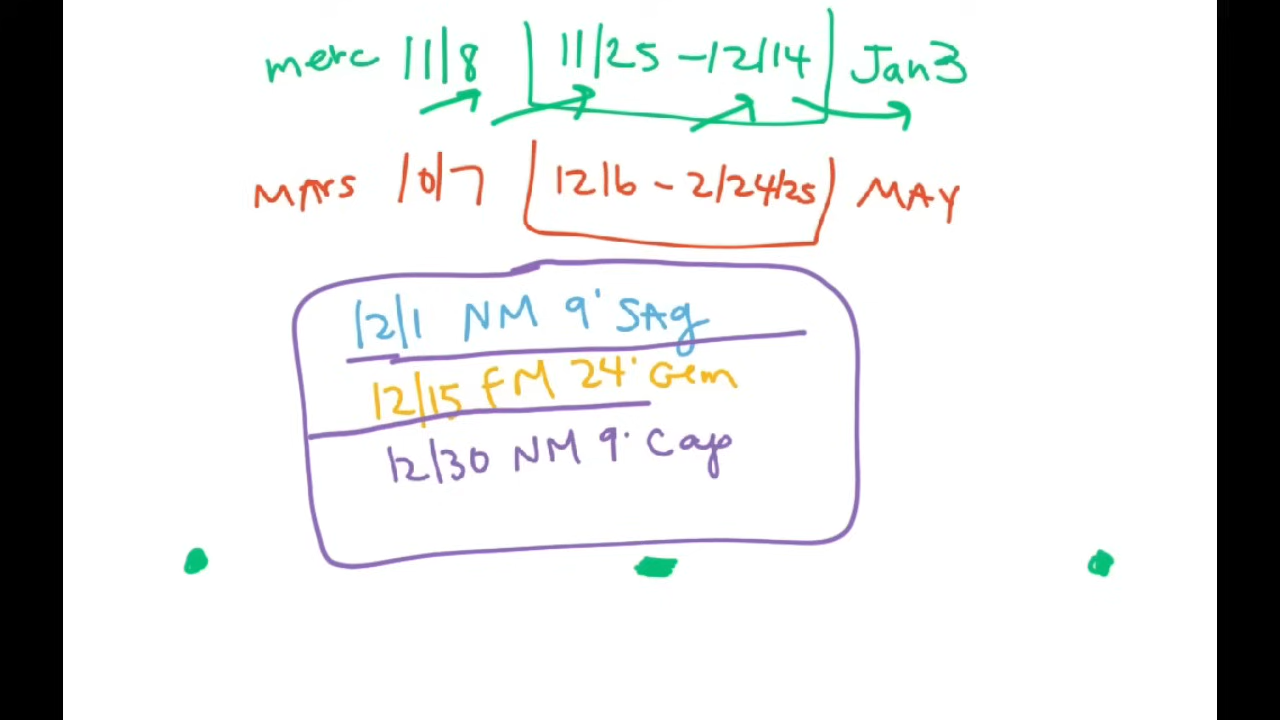 merc 11/8 11/25 - 12/14 Jan 3
MARS 10/7 12/6 - 2/24/25 MAY
12/1 NM 9° SAg
12/15 FM 24° Gem
12/30 NM 9° Cap